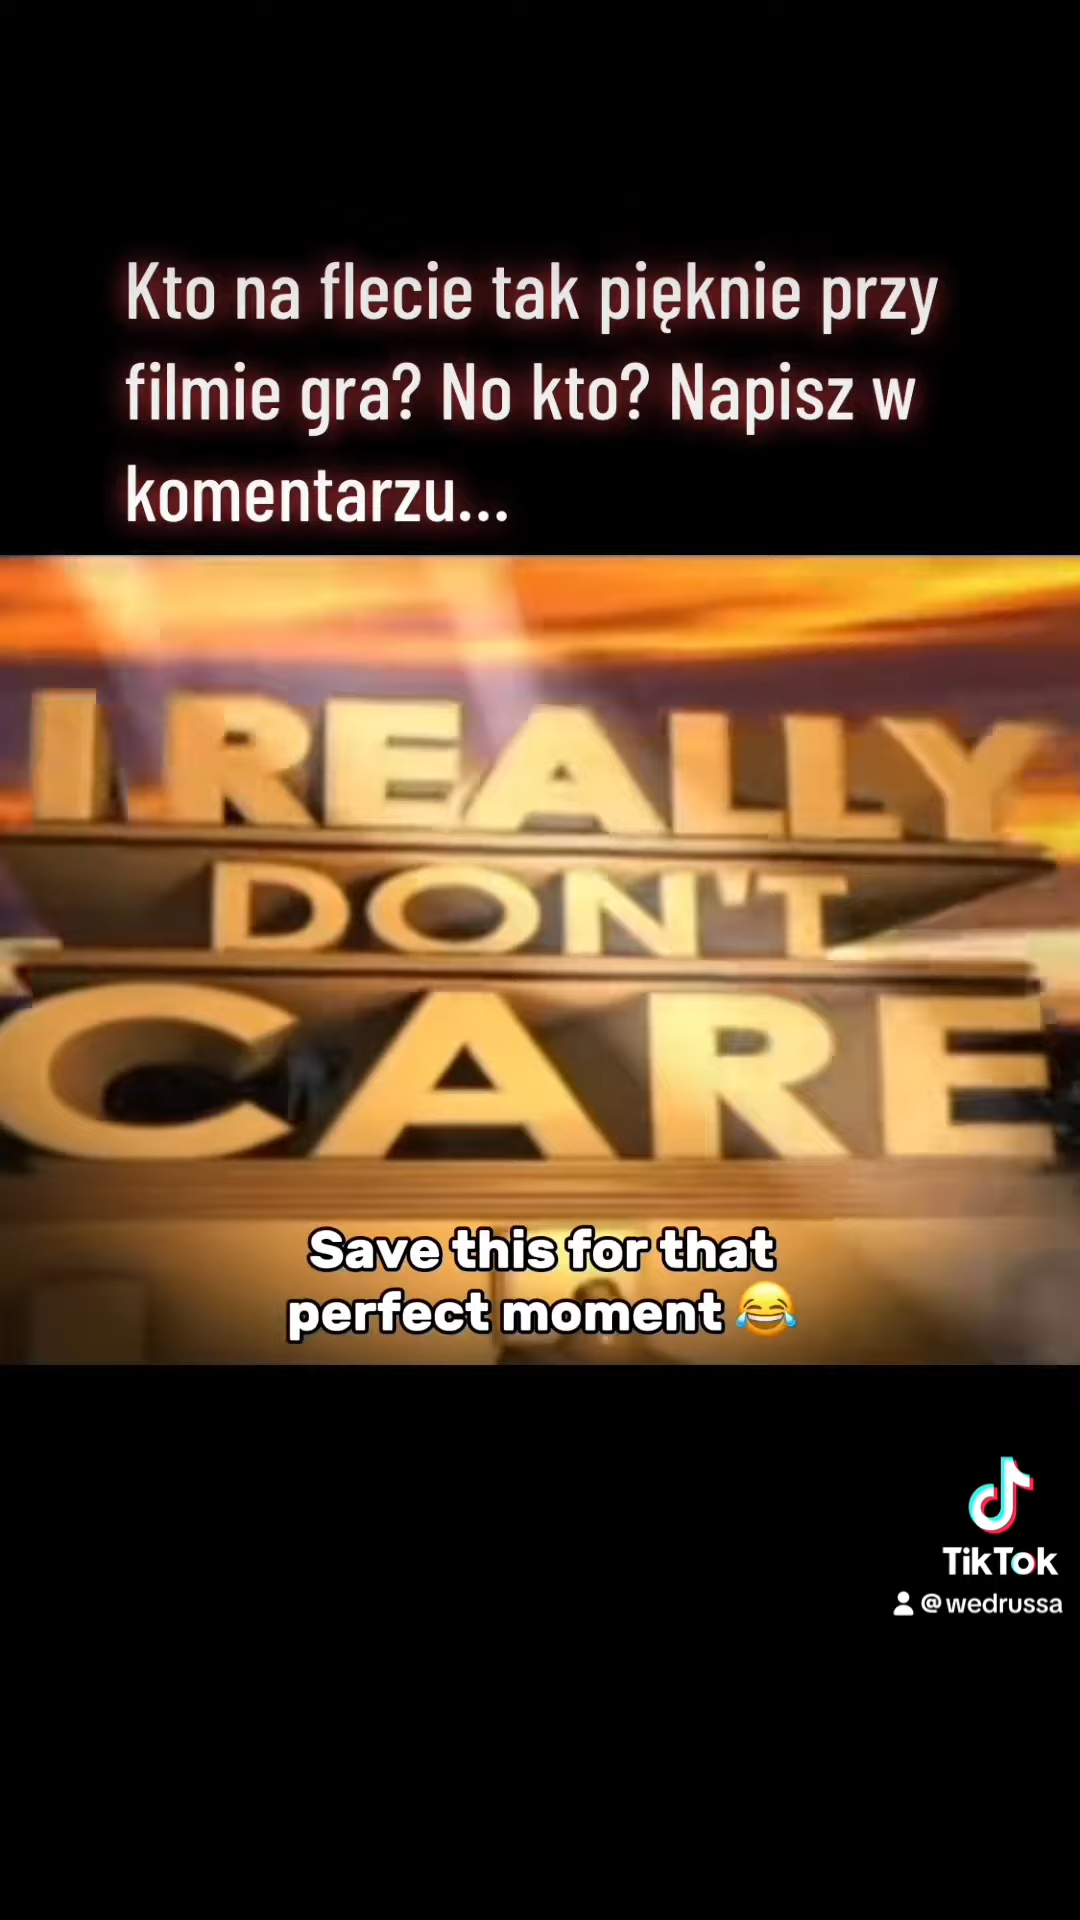 Kto na flecie tak pięknie przy
filmie gra? No kto? Napisz w
komentarzu...
I REALLY
DON'T
CARE
Save this for that
perfect moment 😂
TikTok
@wedrussa